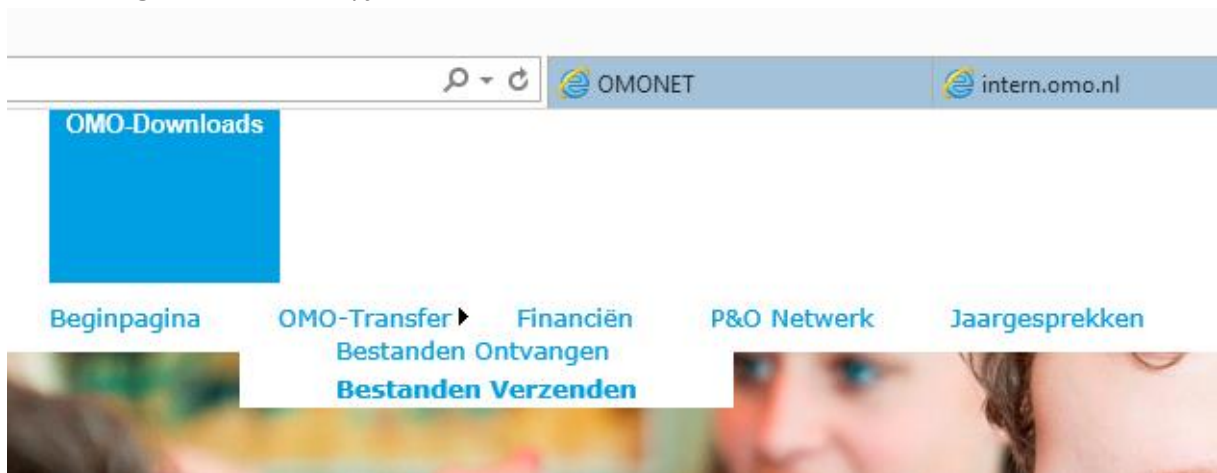 OMONET intern.omo.nl
OMO-Downloads
Beginpagina OMO-Transfer Financiën P&O Netwerk Jaargesprekken
Bestanden Ontvangen
Bestanden Verzenden